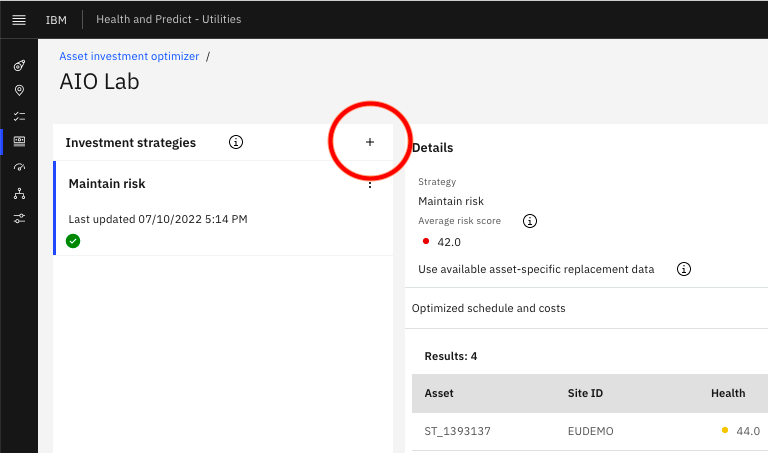 IBM Health and Predict - Utilities
Asset investment optimizer /
AIO Lab
Investment strategies
Maintain risk
Last updated 07/10/2022 5:14 PM
Details
Strategy
Maintain risk
Average risk score
42.0
Use available asset-specific replacement data
Optimized schedule and costs
Results: 4
Asset Site ID Health
ST_1393137 EUDEMO 44.0